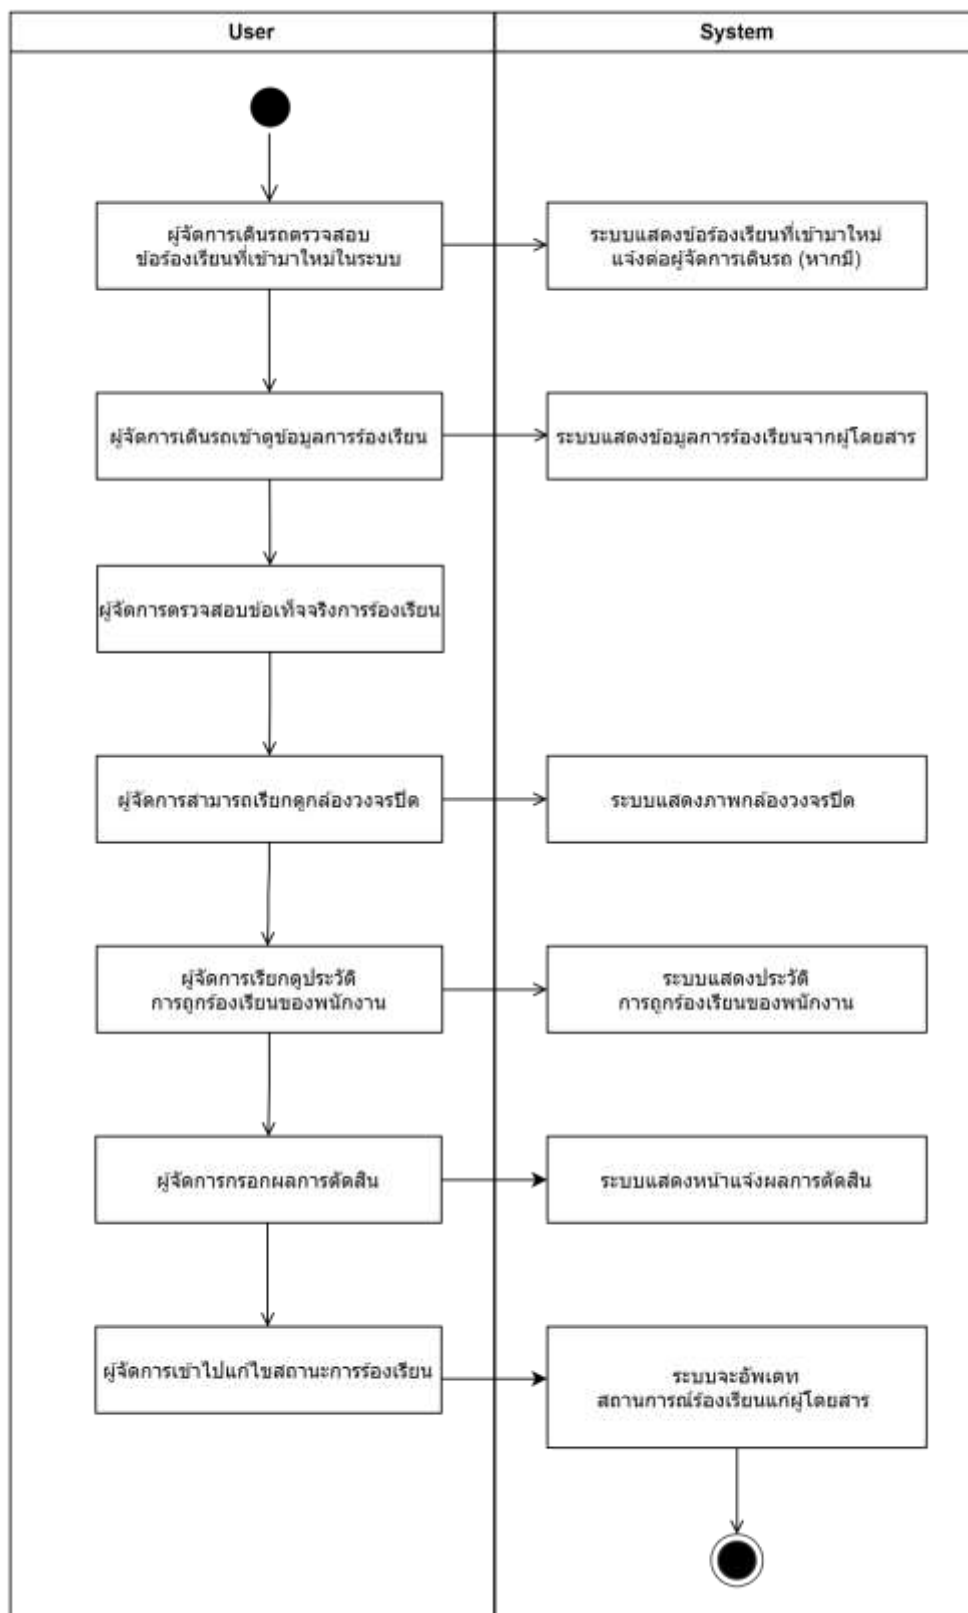 User
System
ผู้จัดการเดินรถตรวจสอบ
ข้อร้องเรียนที่เข้ามาใหม่ในระบบ
ระบบแสดงข้อร้องเรียนที่เข้ามาใหม่
แจ้งต่อผู้จัดการเดินรถ (หากมี)
ผู้จัดการเดินรถเข้าดูข้อมูลการร้องเรียน
ระบบแสดงข้อมูลการร้องเรียนจากผู้โดยสาร
ผู้จัดการตรวจสอบข้อเท็จจริงการร้องเรียน
ผู้จัดการสามารถเรียกดูกล้องวงจรปิด
ระบบแสดงภาพกล้องวงจรปิด
ผู้จัดการเรียกดูประวัติ
การถูกร้องเรียนของพนักงาน
ระบบแสดงประวัติ
การถูกร้องเรียนของพนักงาน
ผู้จัดการกรอกผลการตัดสิน
ระบบแสดงหน้าแจ้งผลการตัดสิน
ผู้จัดการเข้าไปแก้ไขสถานะการร้องเรียน
ระบบจะอัพเดท
สถานการณ์ร้องเรียนแก่ผู้โดยสาร